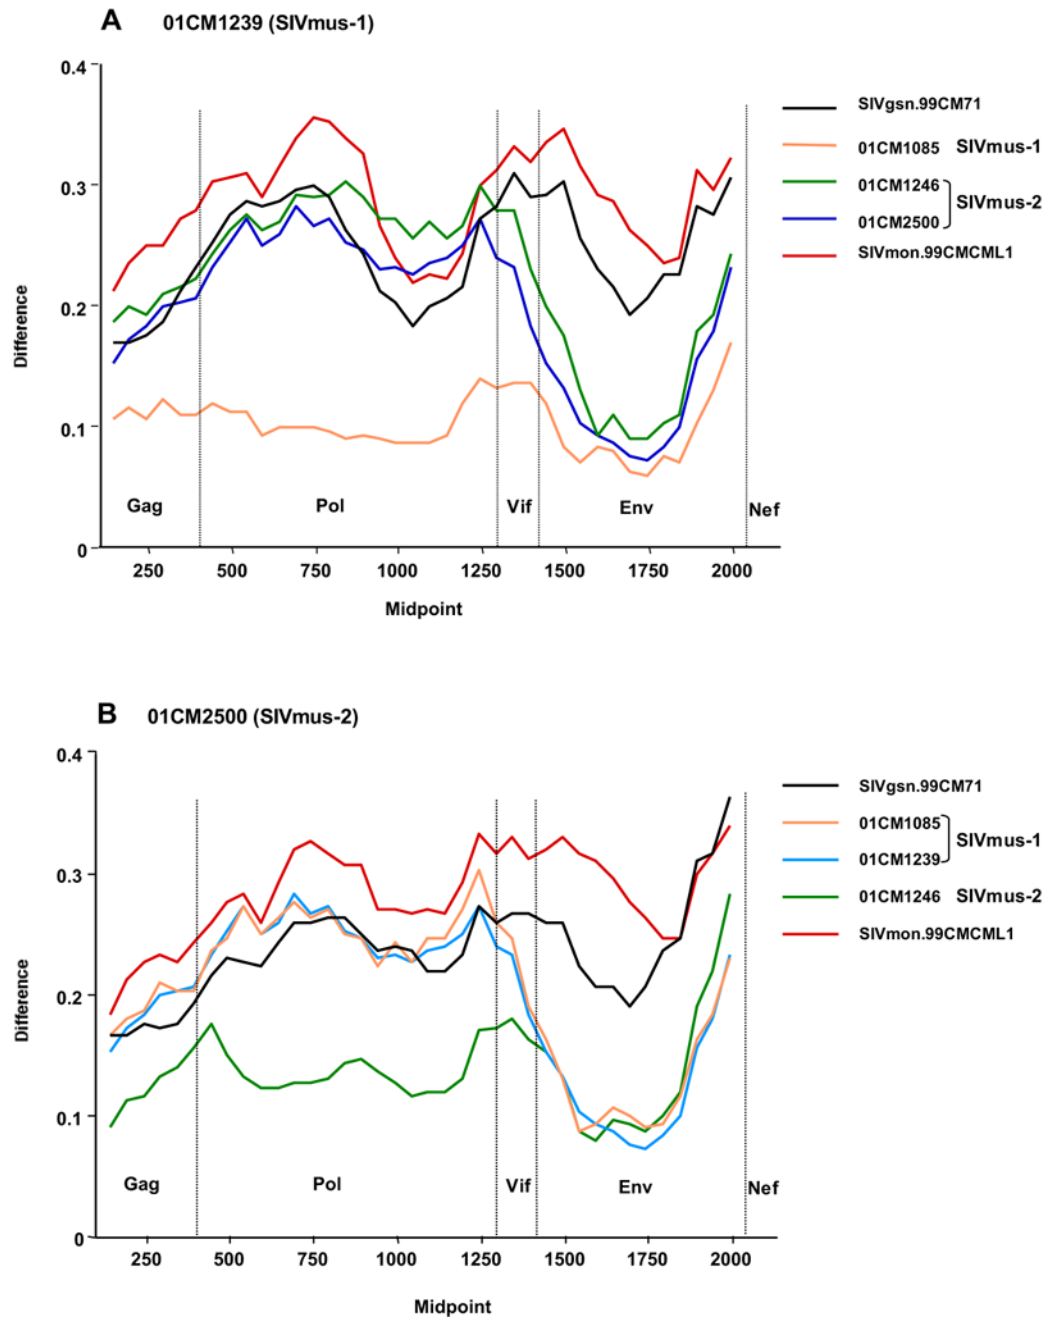 A 01CM1239 (SIVmus-1)
0.4
0.3
0.2
0.1
0
Difference
Gag
Pol
Vif
Env
Nef
250 500 750 1000 1250 1500 1750 2000
Midpoint
SIVgsn.99CM71
01CM1085 SIVmus-1
01CM1246
SIVmus-2
01CM2500
SIVmon.99CMCML1
B 01CM2500 (SIVmus-2)
0.4
0.3
0.2
0.1
0
Difference
Gag
Pol
Vif
Env
Nef
250 500 750 1000 1250 1500 1750 2000
Midpoint
SIVgsn.99CM71
01CM1085
SIVmus-1
01CM1239
01CM1246 SIVmus-2
SIVmon.99CMCML1